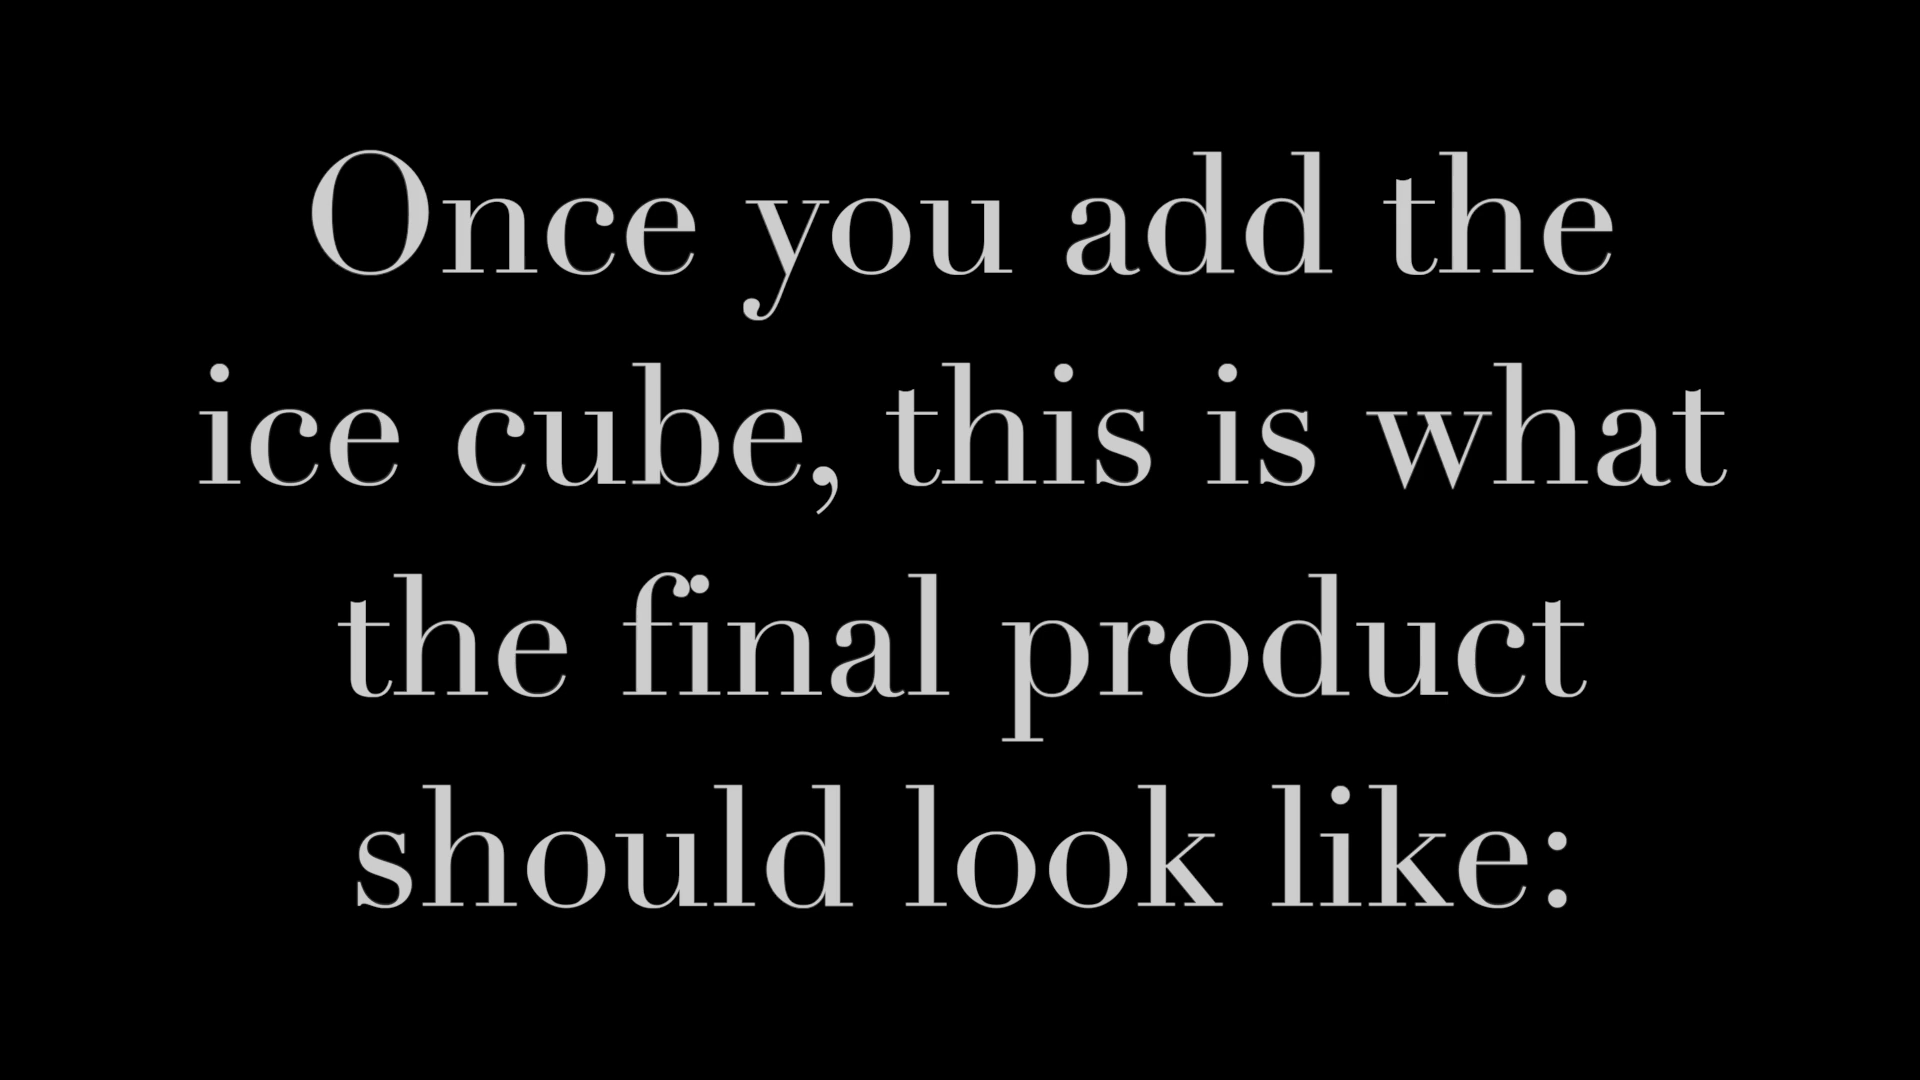 Once you add the
ice cube, this is what
the final product
should look like: